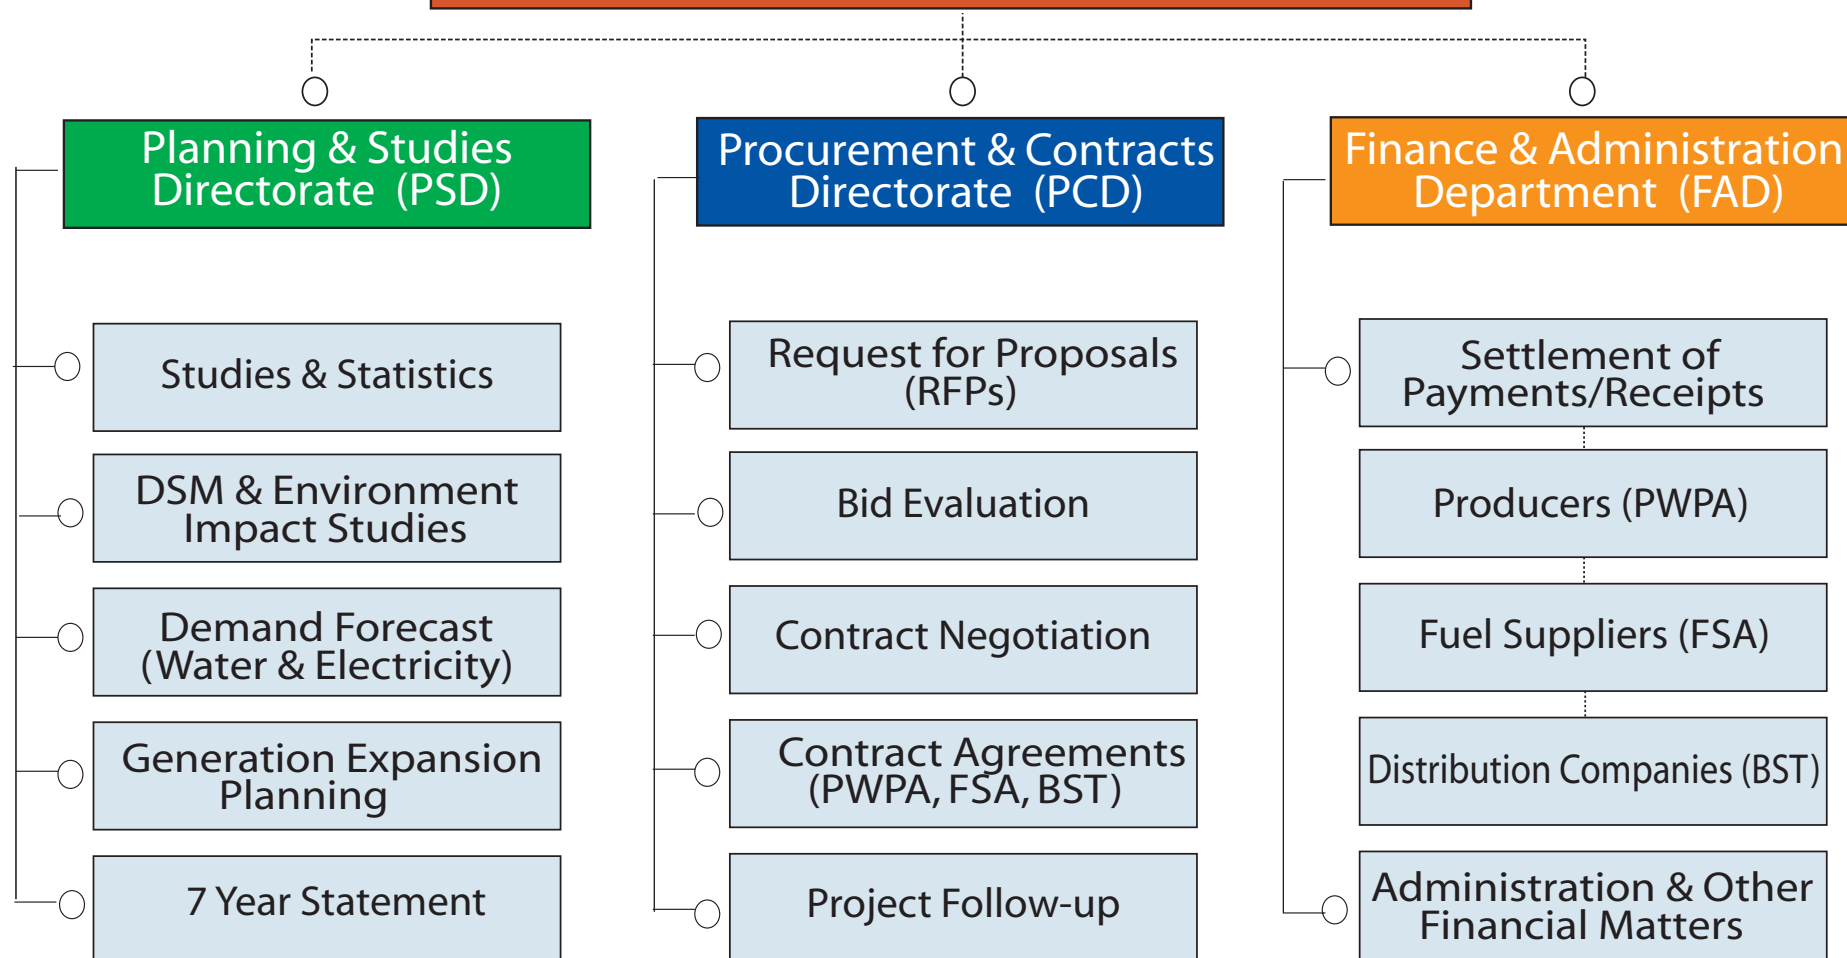 Planning & Studies
Directorate (PSD)
Studies & Statistics
DSM & Environment
Impact Studies
Demand Forecast
(Water & Electricity)
Generation Expansion
Planning
7 Year Statement
Procurement & Contracts
Directorate (PCD)
Request for Proposals
(RFPs)
Bid Evaluation
Contract Negotiation
Contract Agreements
(PWPA, FSA, BST)
Project Follow-up
Finance & Administration
Department (FAD)
Settlement of
Payments/Receipts
Producers (PWPA)
Fuel Suppliers (FSA)
Distribution Companies (BST)
Administration & Other
Financial Matters